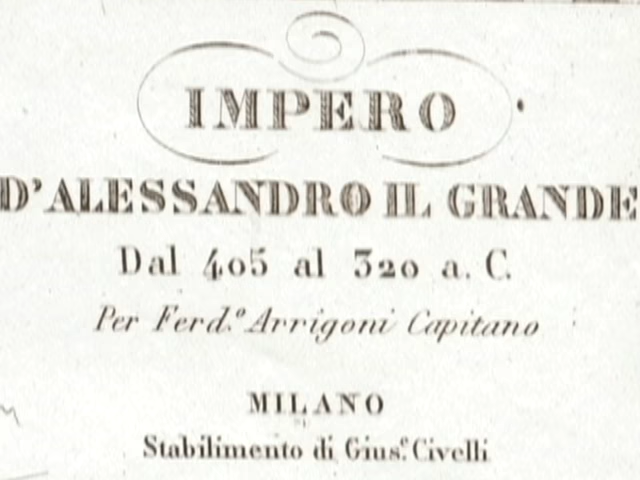 IMPERO
D'ALESSANDRO IL GRANDE
Dal 405 al 320 a. C.
Per Ferd.º Arrigoni Capitano
MILANO
Stabilimento di Gius.e Civelli